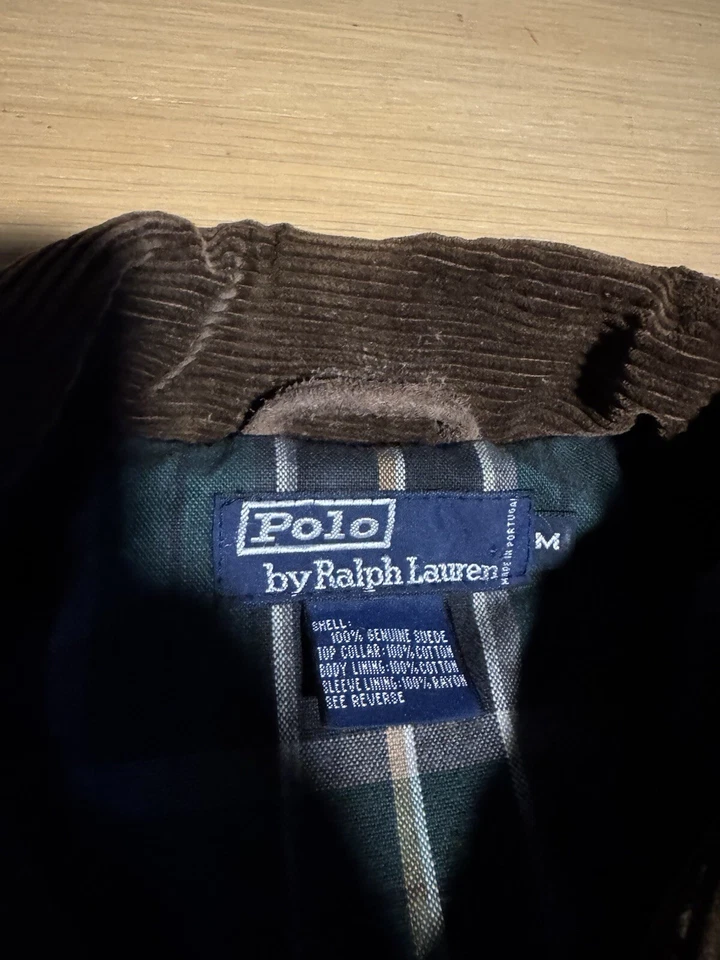 Polo
by Ralph Lauren
MADE IN PORTUGAL
M
SHELL:
100% GENUINE SUEDE
TOP COLLAR:100% COTTON
BODY LINING:100% COTTON
SLEEVE LINING:100% RAYON
SEE REVERSE